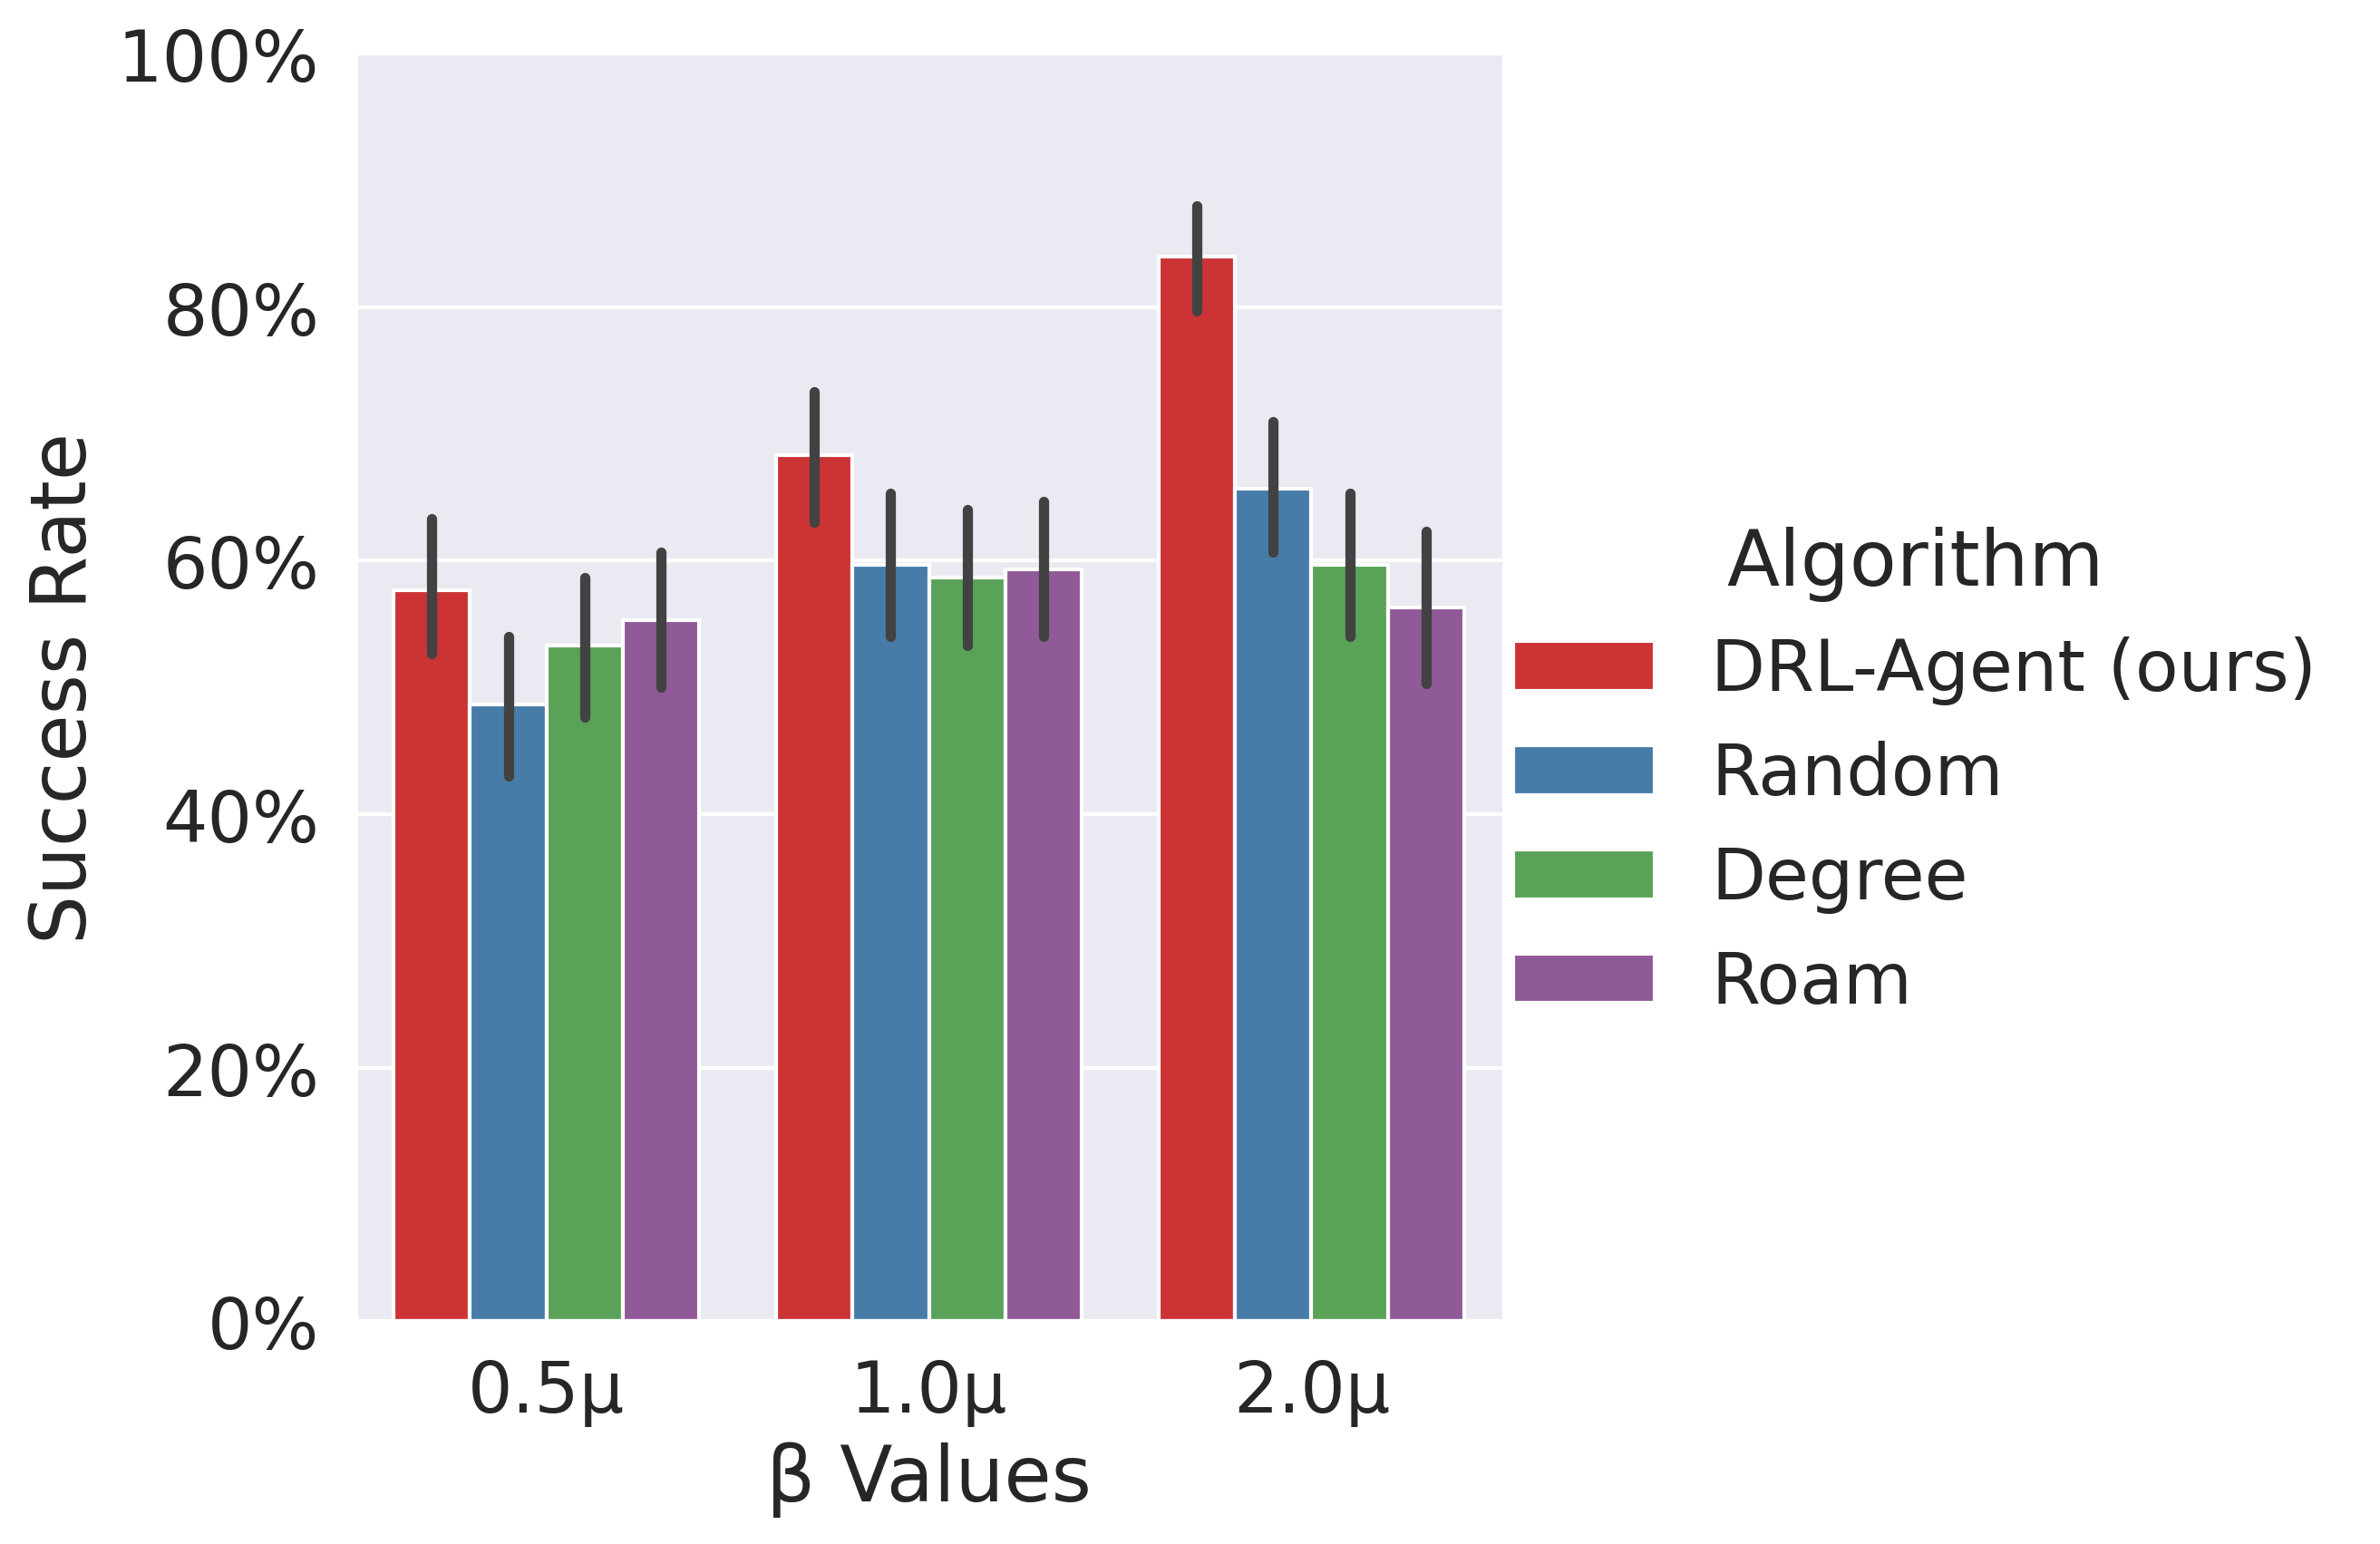 100%
80%
60%
40%
20%
0%
Success Rate
0.5µ 1.0µ 2.0µ
β Values
Algorithm
DRL-Agent (ours)
Random
Degree
Roam